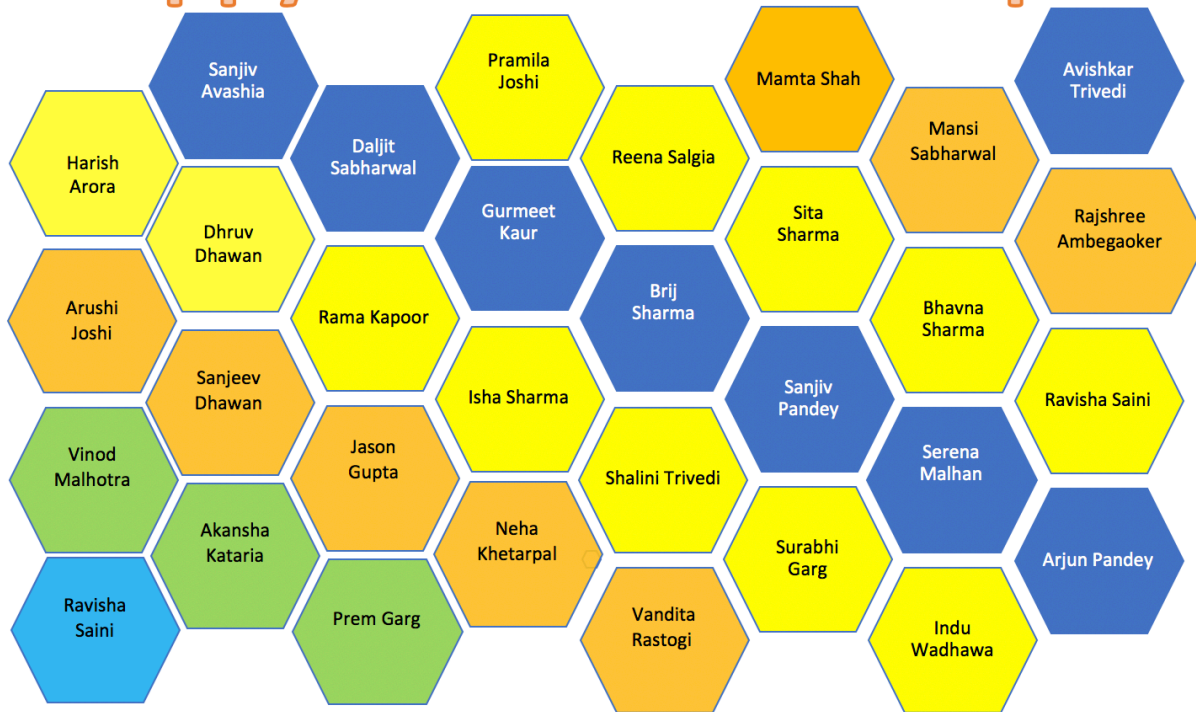 Sanjiv
Avashia
Pramila
Joshi
Mamta Shah
Avishkar
Trivedi
Harish
Arora
Daljit
Sabharwal
Reena Salgia
Mansi
Sabharwal
Dhruv
Dhawan
Gurmeet
Kaur
Sita
Sharma
Rajshree
Ambegaoker
Arushi
Joshi
Rama Kapoor
Brij
Sharma
Bhavna
Sharma
Sanjeev
Dhawan
Isha Sharma
Sanjiv
Pandey
Ravisha Saini
Vinod
Malhotra
Jason
Gupta
Shalini Trivedi
Serena
Malhan
Akansha
Kataria
Neha
Khetarpal
Surabhi
Garg
Arjun Pandey
Ravisha
Saini
Prem Garg
Vandita
Rastogi
Indu
Wadhawa